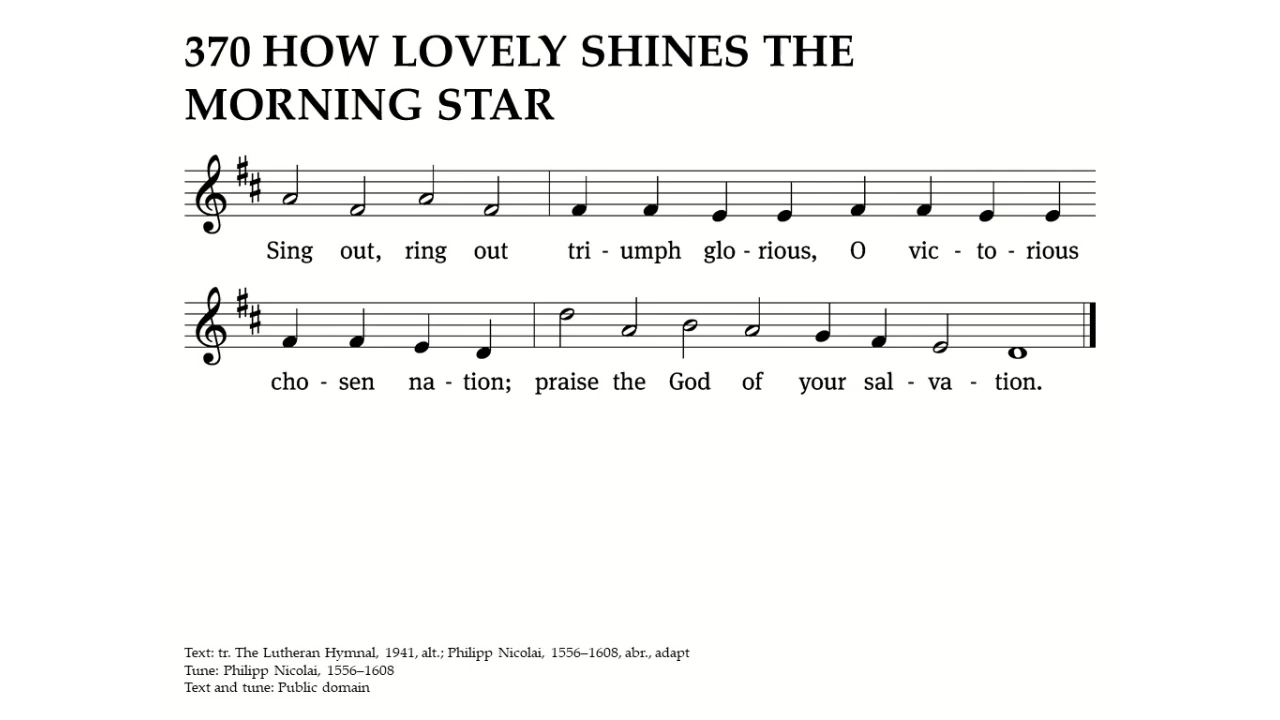 370 HOW LOVELY SHINES THE
MORNING STAR
Sing out, ring out tri - umph glo - rious, O vic - to - rious
cho - sen na - tion; praise the God of your sal - va - tion.
Text: tr. The Lutheran Hymnal, 1941, alt.; Philipp Nicolai, 1556–1608, abr., adapt
Tune: Philipp Nicolai, 1556–1608
Text and tune: Public domain